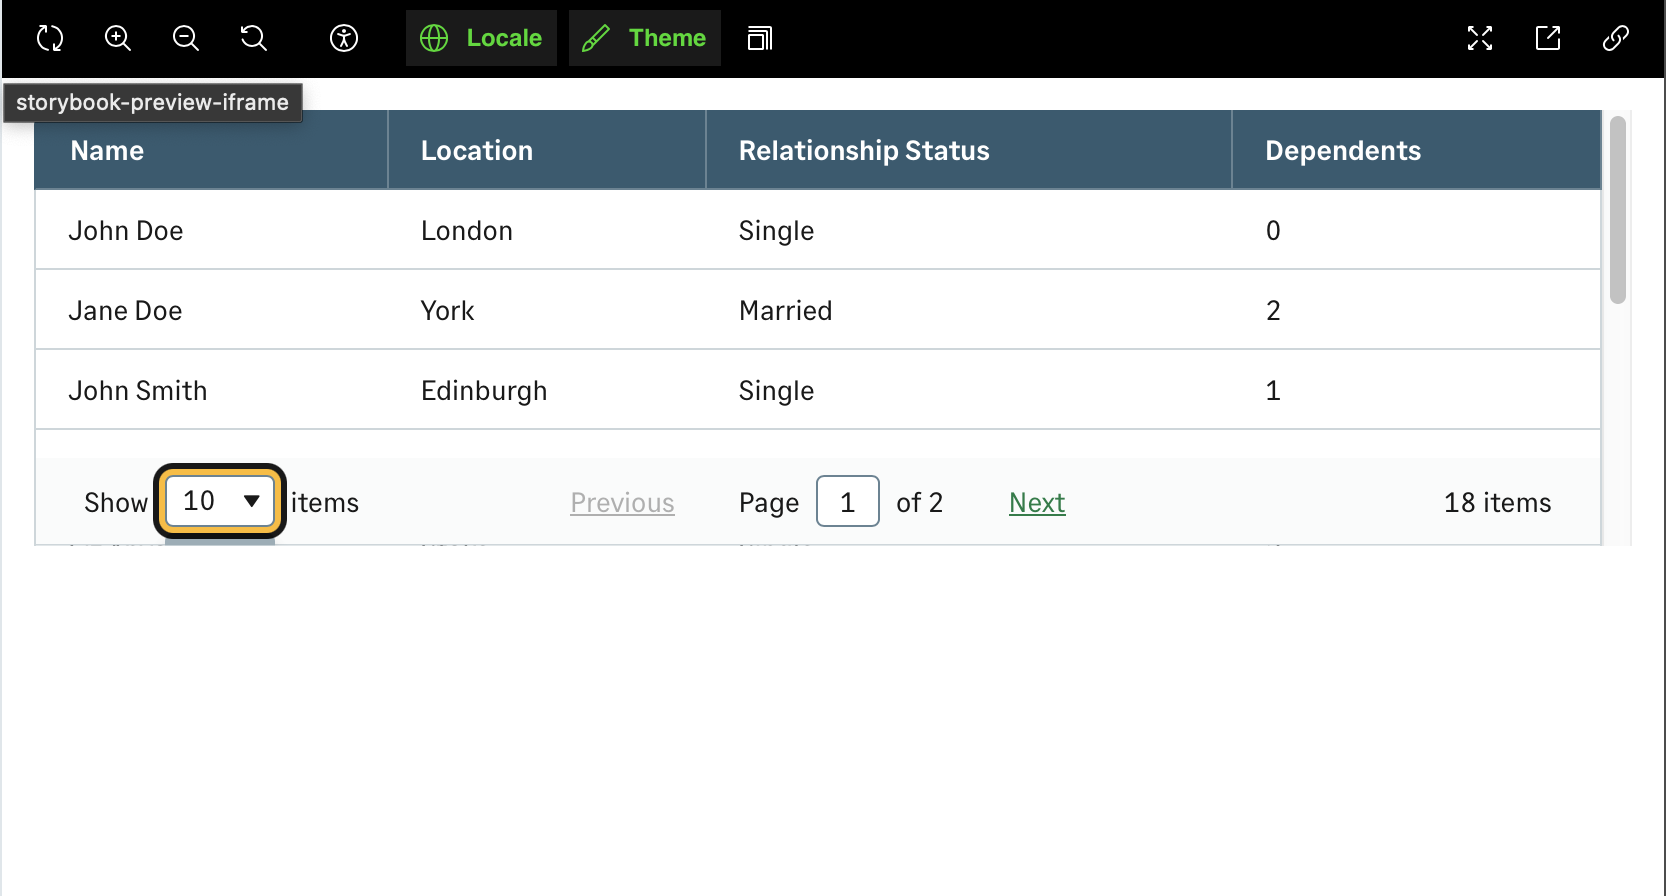 Locale Theme
storybook-preview-iframe
Name Location Relationship Status Dependents
John Doe London Single 0
Jane Doe York Married 2
John Smith Edinburgh Single 1
Show 10 items Previous Page 1 of 2 Next 18 items